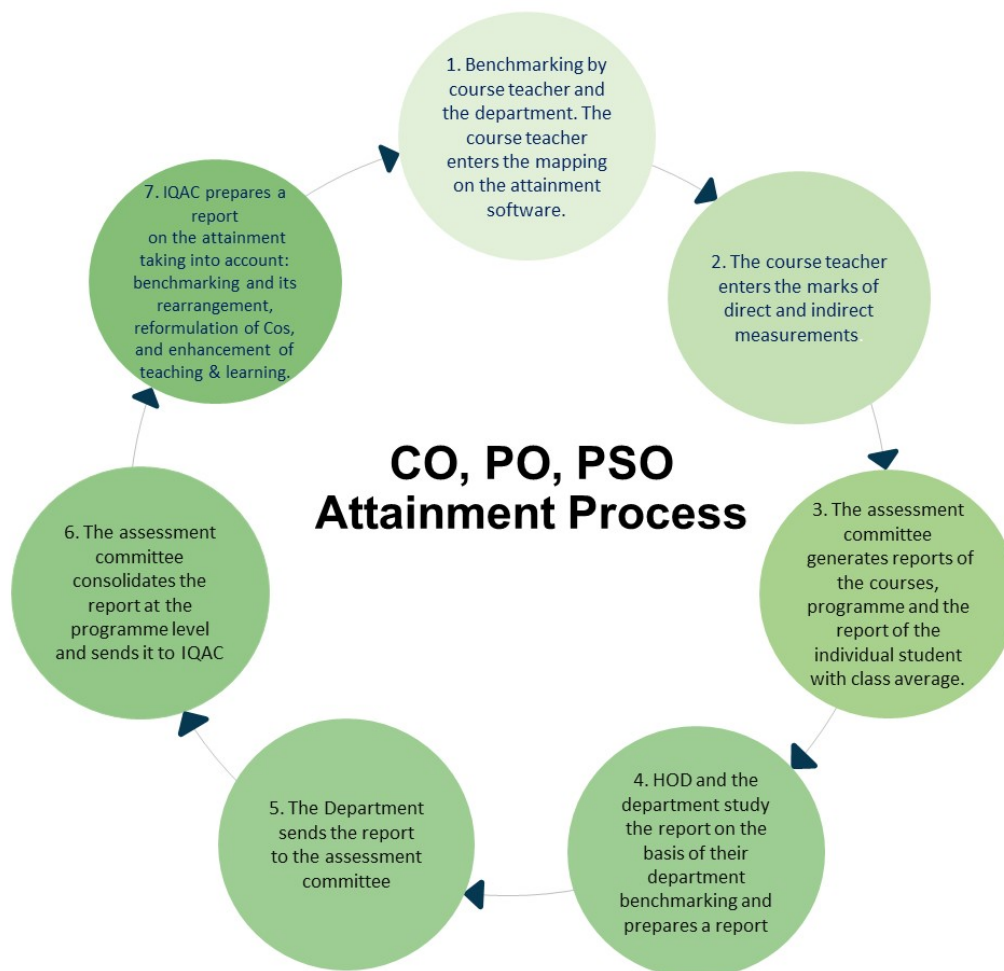 1. Benchmarking by
course teacher and
the department. The
course teacher
enters the mapping
on the attainment
software.
2. The course teacher
enters the marks of
direct and indirect
measurements.
3. The assessment
committee
generates reports of
the courses,
programme and the
report of the
individual student
with class average.
4. HOD and the
department study
the report on the
basis of their
department
benchmarking and
prepares a report
5. The Department
sends the report
to the assessment
committee
6. The assessment
committee
consolidates the
report at the
programme level
and sends it to IQAC
7. IQAC prepares a
report
on the attainment
taking into account:
benchmarking and its
rearrangement,
reformulation of Cos,
and enhancement of
teaching & learning.
CO, PO, PSO
Attainment Process